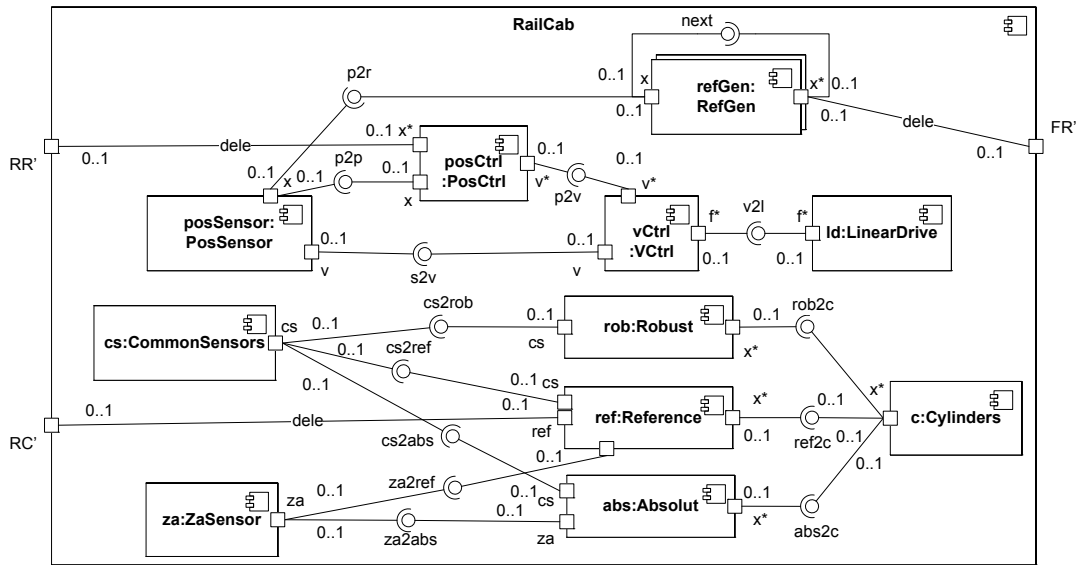 RailCab
next
p2r
0..1
x
x*
0..1
refGen:
RefGen
0..1
0..1
dele
FR’
0..1
RR’
0..1
dele
0..1
x*
posCtrl
:PosCtrl
0..1
v*
0..1
p2p
0..1
x
0..1
0..1
x
p2v
v*
posSensor:
PosSensor
0..1
v
s2v
0..1
v
vCtrl
:VCtrl
f*
0..1
v2l
f*
0..1
ld:LinearDrive
cs:CommonSensors
cs
0..1
cs2rob
0..1
cs
rob:Robust
0..1
x*
rob2c
0..1
cs2ref
0..1
cs
0..1
0..1
x*
c:Cylinders
RC’
0..1
dele
0..1
ref
ref:Reference
x*
0..1
0..1
ref2c
0..1
0..1
cs2abs
0..1
za:ZaSensor
za
0..1
za2ref
0..1
za2abs
0..1
cs
0..1
za
abs:Absolut
0..1
x*
abs2c